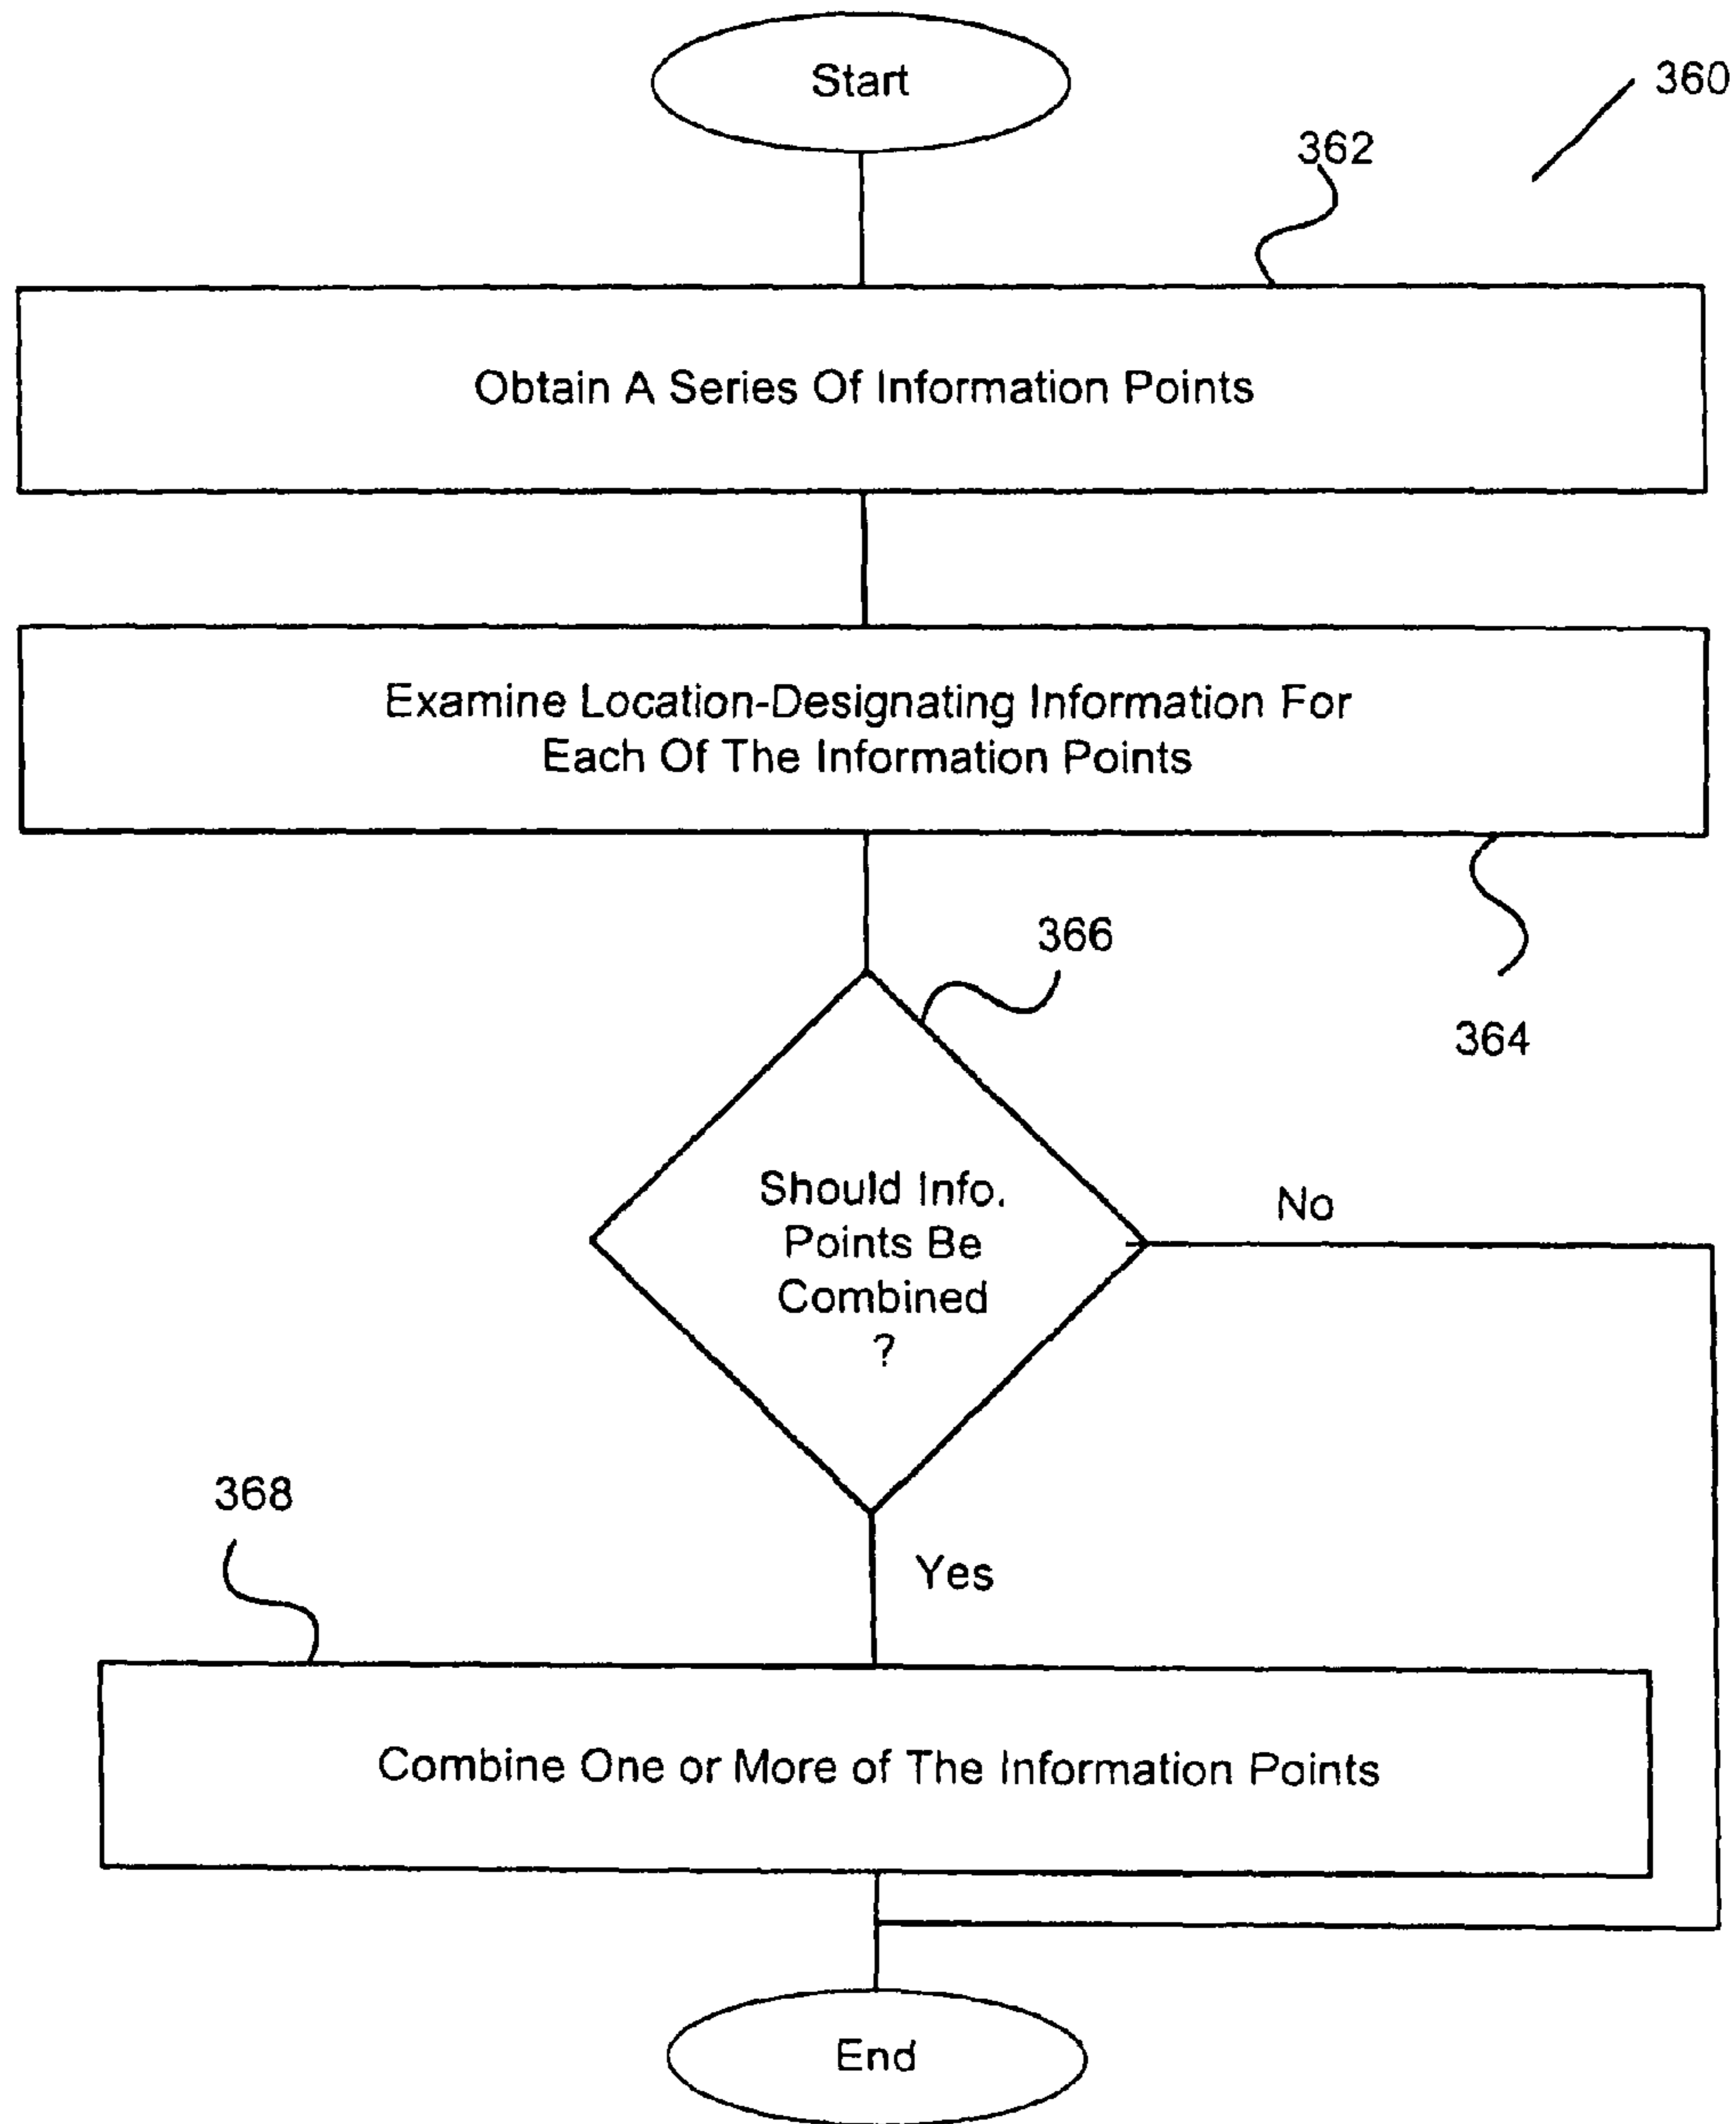 Start
360
362
Obtain A Series Of Information Points
Examine Location-Designating Information For
Each Of The Information Points
366
364
Should Info.
Points Be
Combined
?
No
368
Yes
Combine One or More of The Information Points
End